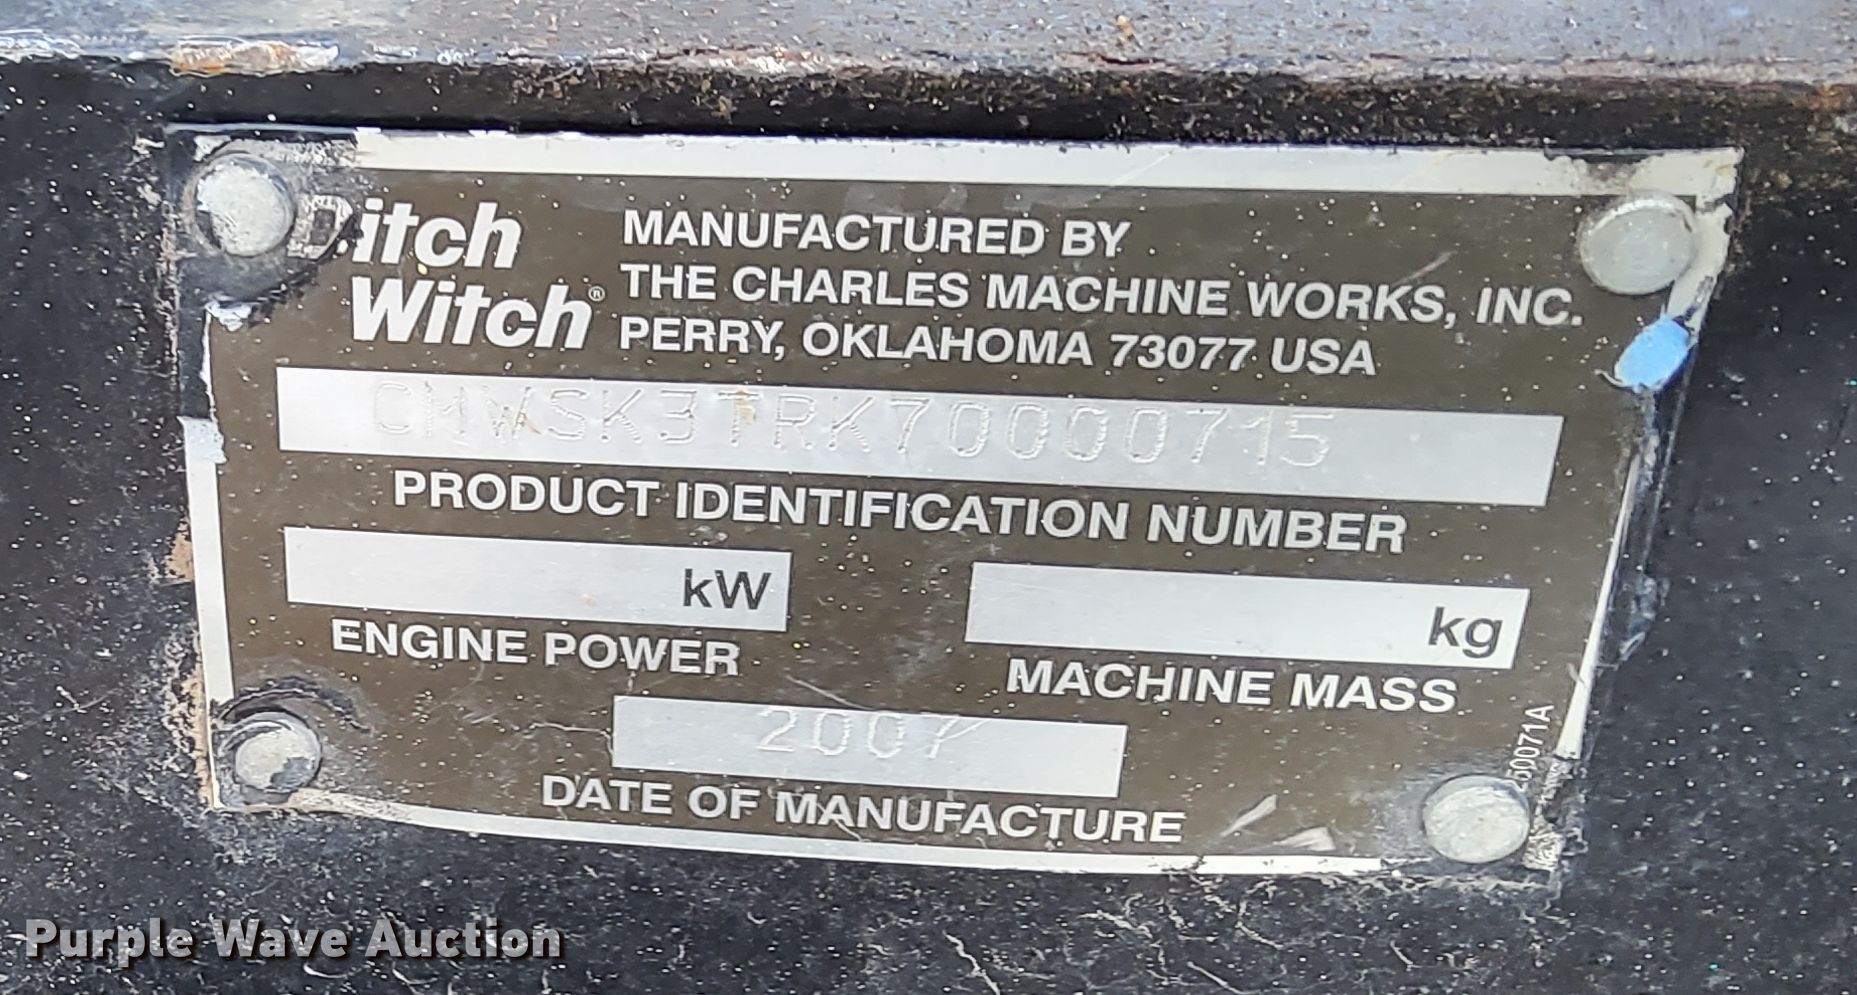 Ditch
Witch®
MANUFACTURED BY
THE CHARLES MACHINE WORKS, INC.
PERRY, OKLAHOMA 73077 USA
CMWSK3TRK70000715
PRODUCT IDENTIFICATION NUMBER
kW
ENGINE POWER
kg
MACHINE MASS
2007
DATE OF MANUFACTURE
Purple Wave Auction